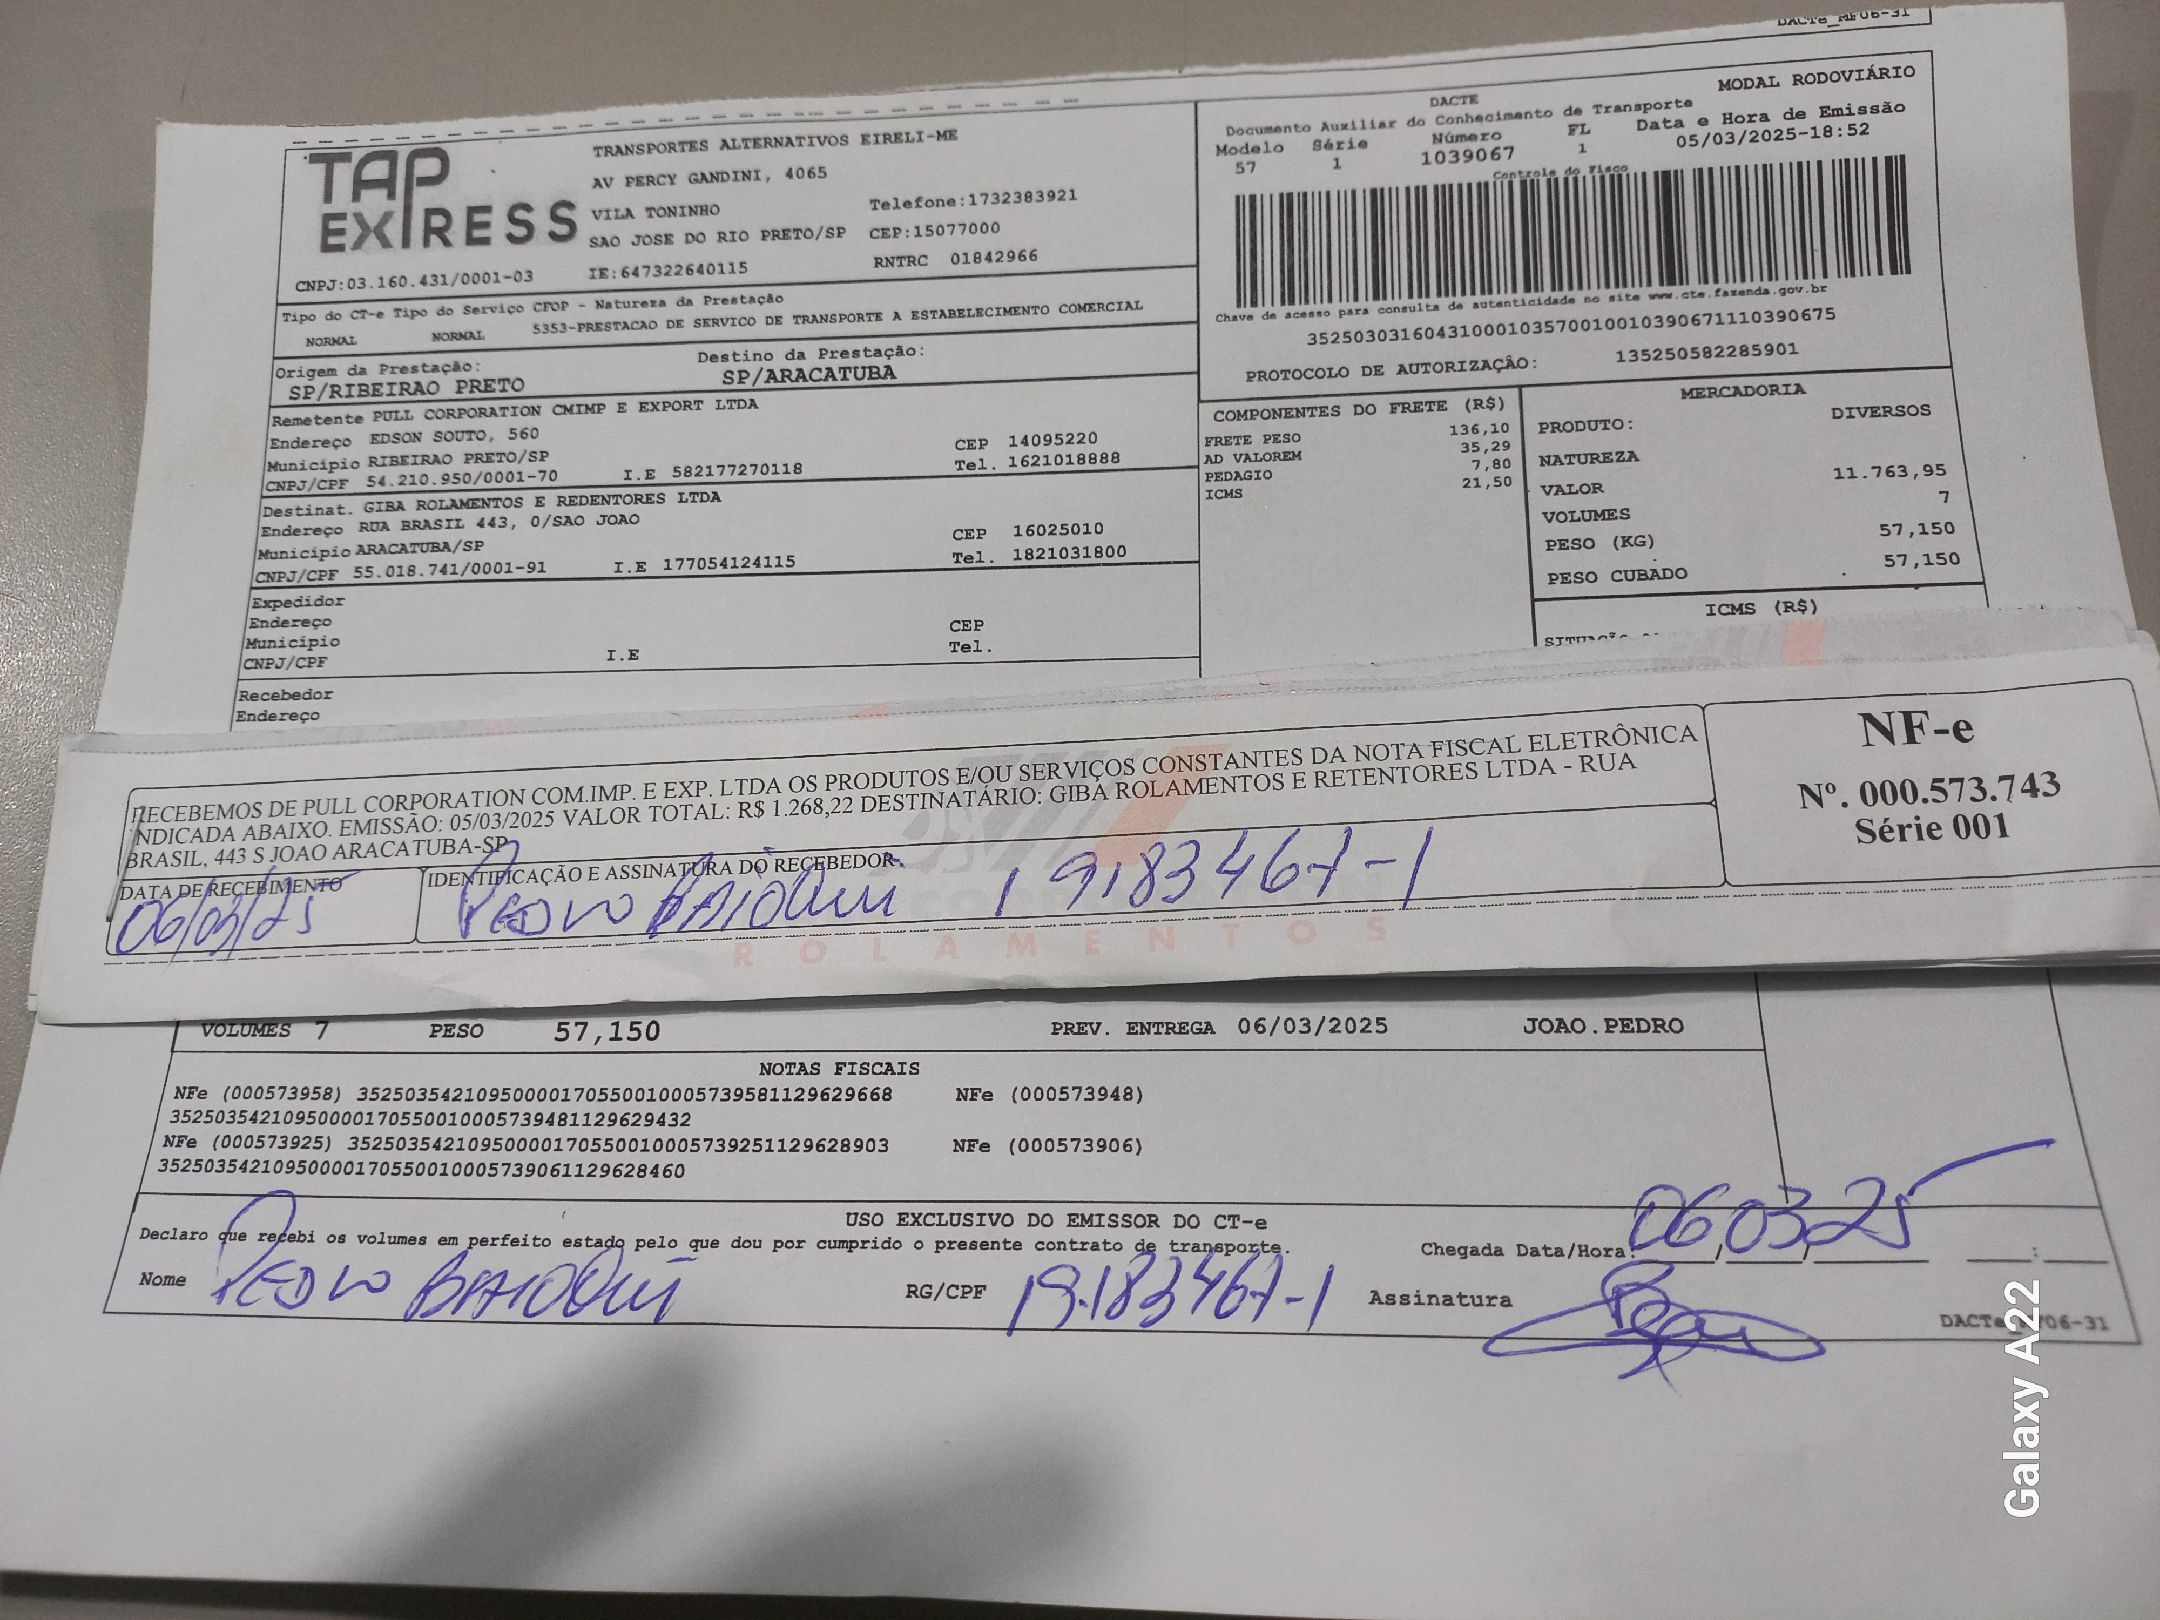 DACTe_MF06-31
TAP EXPRESS
TRANSPORTES ALTERNATIVOS EIRELI-ME
AV PERCY GANDINI, 4065
VILA TONINHO Telefone:1732383921
SAO JOSE DO RIO PRETO/SP CEP:15077000
CNPJ:03.160.431/0001-03 IE:647322640115 RNTRC 01842966
DACTE MODAL RODOVIÁRIO
Documento Auxiliar do Conhecimento de Transporte
Modelo Série Número FL Data e Hora de Emissão
57 1 1039067 1 05/03/2025-18:52
Controle do Fisco
Chave de acesso para consulta de autenticidade no site www.cte.fazenda.gov.br
35250303160431000103570010010390671110390675
PROTOCOLO DE AUTORIZAÇÃO: 135250582285901
Tipo do CT-e Tipo do Serviço CFOP - Natureza da Prestação
NORMAL NORMAL 5353-PRESTACAO DE SERVICO DE TRANSPORTE A ESTABELECIMENTO COMERCIAL
Origem da Prestação: Destino da Prestação:
SP/RIBEIRAO PRETO SP/ARACATUBA
Remetente PULL CORPORATION CMIMP E EXPORT LTDA
Endereço EDSON SOUTO, 560 CEP 14095220
Município RIBEIRAO PRETO/SP Tel. 1621018888
CNPJ/CPF 54.210.950/0001-70 I.E 582177270118
Destinat. GIBA ROLAMENTOS E REDENTORES LTDA
Endereço RUA BRASIL 443, 0/SAO JOAO CEP 16025010
Município ARACATUBA/SP Tel. 1821031800
CNPJ/CPF 55.018.741/0001-91 I.E 177054124115
Expedidor
Endereço CEP
Município Tel.
CNPJ/CPF I.E
Recebedor
Endereço
COMPONENTES DO FRETE (R$)
FRETE PESO 136,10
AD VALOREM 35,29
PEDAGIO 7,80
ICMS 21,50
MERCADORIA
PRODUTO: DIVERSOS
NATUREZA
VALOR 11.763,95
VOLUMES 7
PESO (KG) 57,150
PESO CUBADO 57,150
ICMS (R$)
RECEBEMOS DE PULL CORPORATION COM.IMP. E EXP. LTDA OS PRODUTOS E/OU SERVIÇOS CONSTANTES DA NOTA FISCAL ELETRÔNICA
INDICADA ABAIXO. EMISSÃO: 05/03/2025 VALOR TOTAL: R$ 1.268,22 DESTINATÁRIO: GIBA ROLAMENTOS E RETENTORES LTDA - RUA
BRASIL, 443 S JOAO ARACATUBA-SP
NF-e
Nº. 000.573.743
Série 001
DATA DE RECEBIMENTO IDENTIFICAÇÃO E ASSINATURA DO RECEBEDOR
06/03/25 PEDRO BAIOQUI 19183467-1
ROLAMENTOS
VOLUMES 7 PESO 57,150 PREV. ENTREGA 06/03/2025 JOAO.PEDRO
NOTAS FISCAIS
NFe (000573958) 35250354210950000170550010005739581129629668 NFe (000573948)
35250354210950000170550010005739481129629432
NFe (000573925) 35250354210950000170550010005739251129628903 NFe (000573906)
35250354210950000170550010005739061129628460
USO EXCLUSIVO DO EMISSOR DO CT-e
Declaro que recebi os volumes em perfeito estado pelo que dou por cumprido o presente contrato de transporte.
Chegada Data/Hora: 06 03 25
Nome PEDRO BAIOQUI RG/CPF 19.183467-1 Assinatura
Galaxy A22